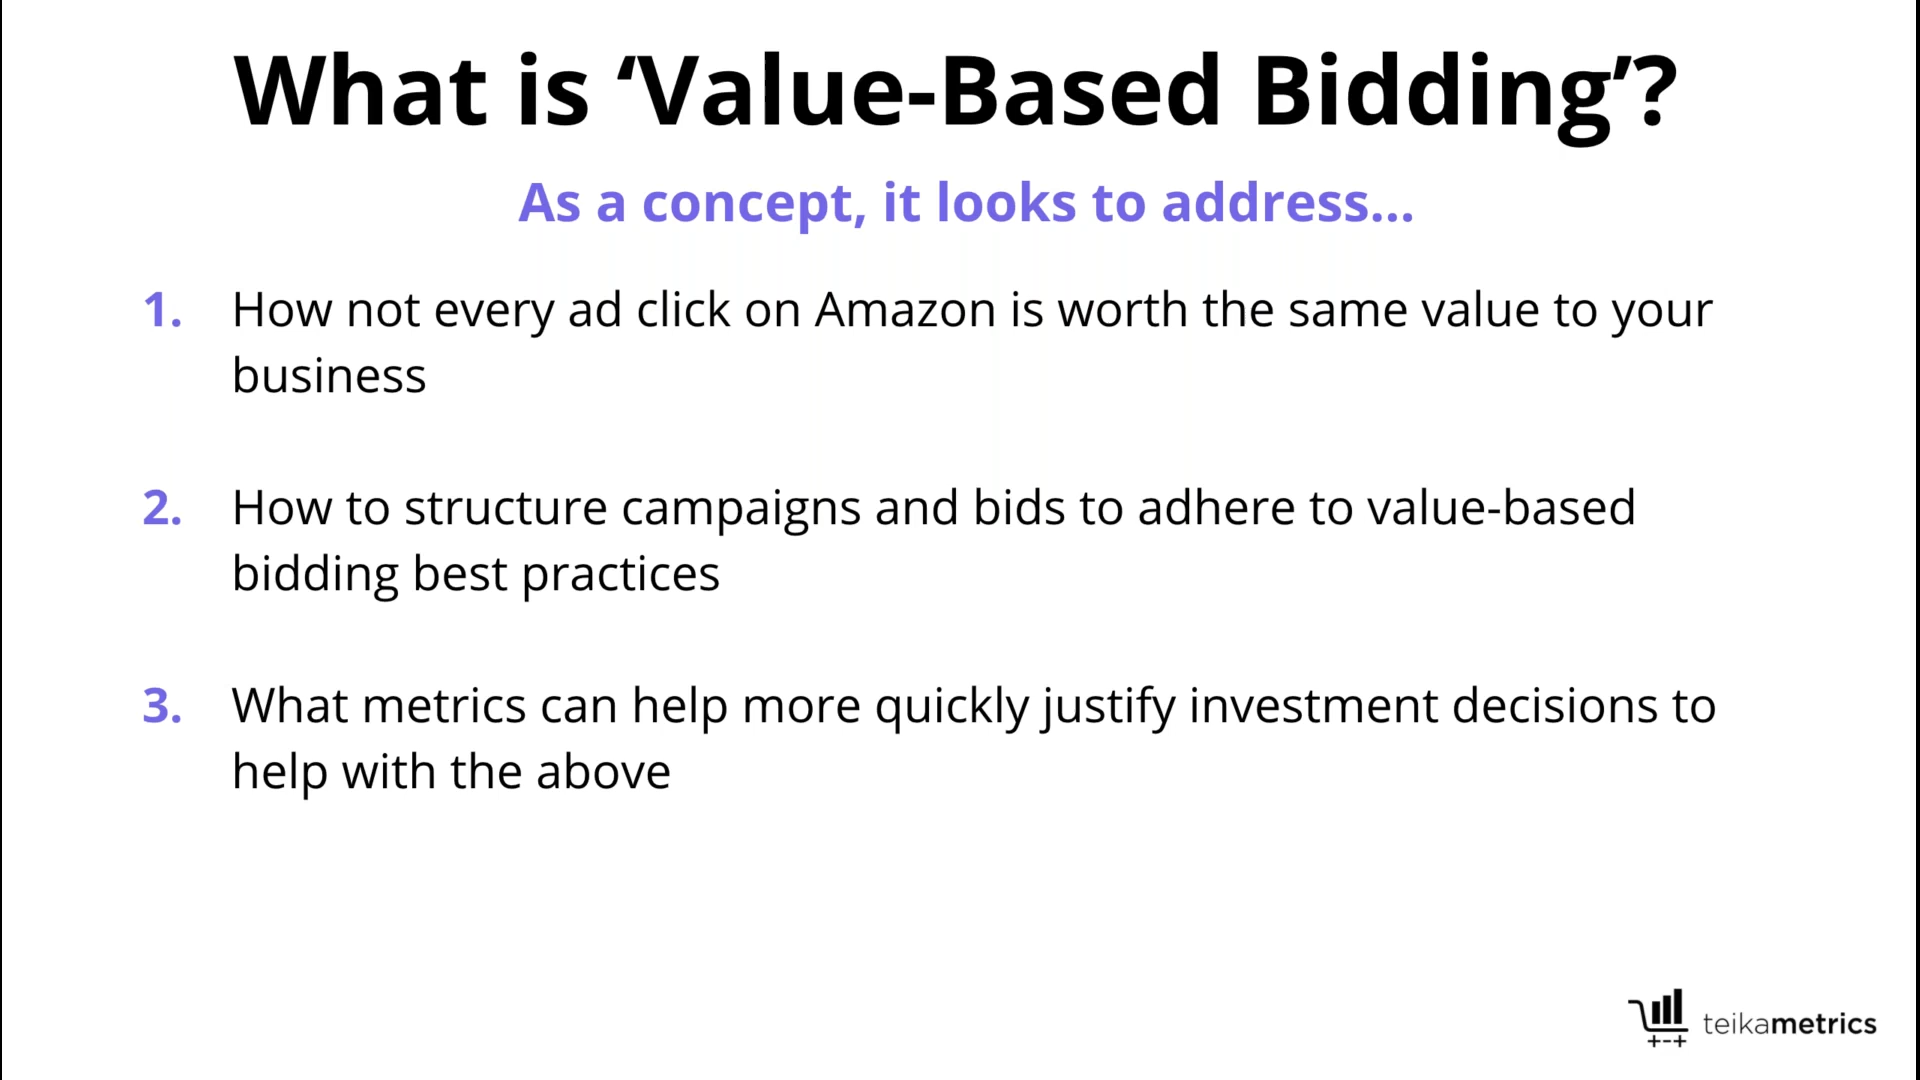 What is ‘Value-Based Bidding’?
As a concept, it looks to address...
1. How not every ad click on Amazon is worth the same value to your
business
2. How to structure campaigns and bids to adhere to value-based
bidding best practices
3. What metrics can help more quickly justify investment decisions to
help with the above
teikametrics